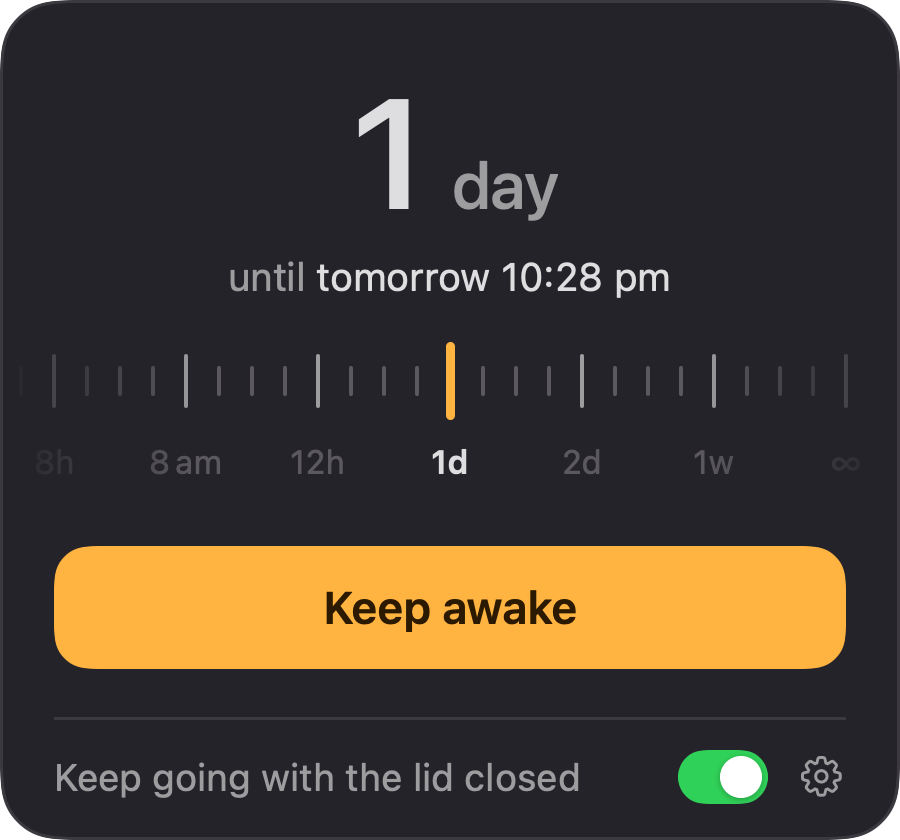 1 day
until tomorrow 10:28 pm
8h 8 am 12h 1d 2d 1w ∞
Keep awake
Keep going with the lid closed